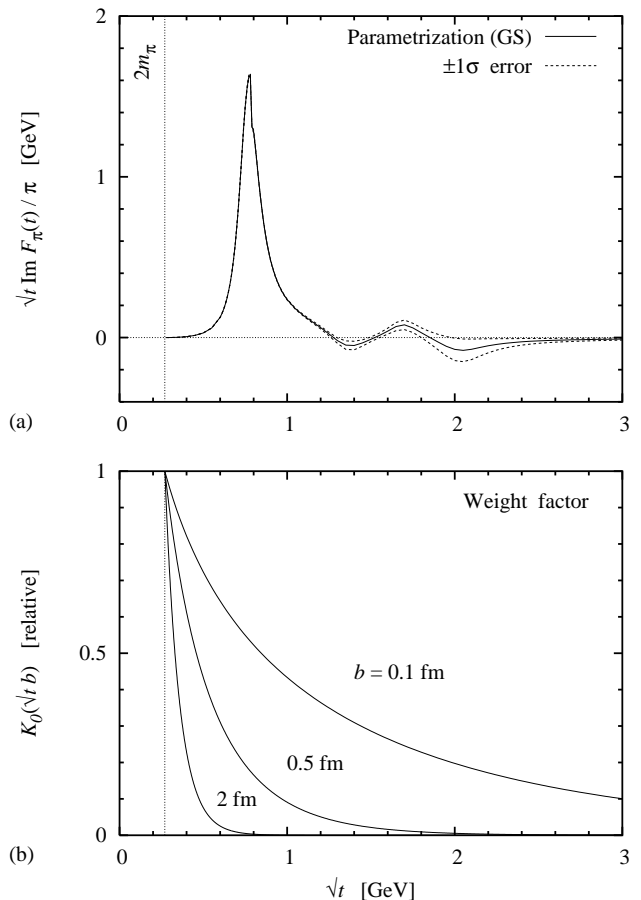 2
Parametrization (GS)
±1σ error
2mπ
1
0
√t Im Fπ(t) / π [GeV]
(a)
0 1 2 3
1
Weight factor
0.5
b = 0.1 fm
0.5 fm
2 fm
K0(√t b) [relative]
0
(b)
0 1 2 3
√t [GeV]